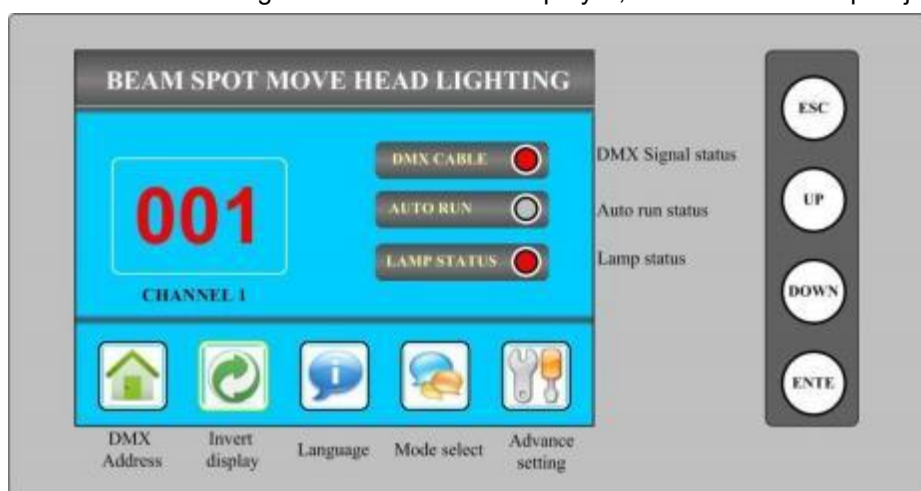 BEAM SPOT MOVE HEAD LIGHTING
001
CHANNEL 1
DMX CABLE
DMX Signal status
AUTO RUN
Auto run status
LAMP STATUS
Lamp status
DMX
Address
Invert
display
Language
Mode select
Advance
setting
ESC
UP
DOWN
ENTE